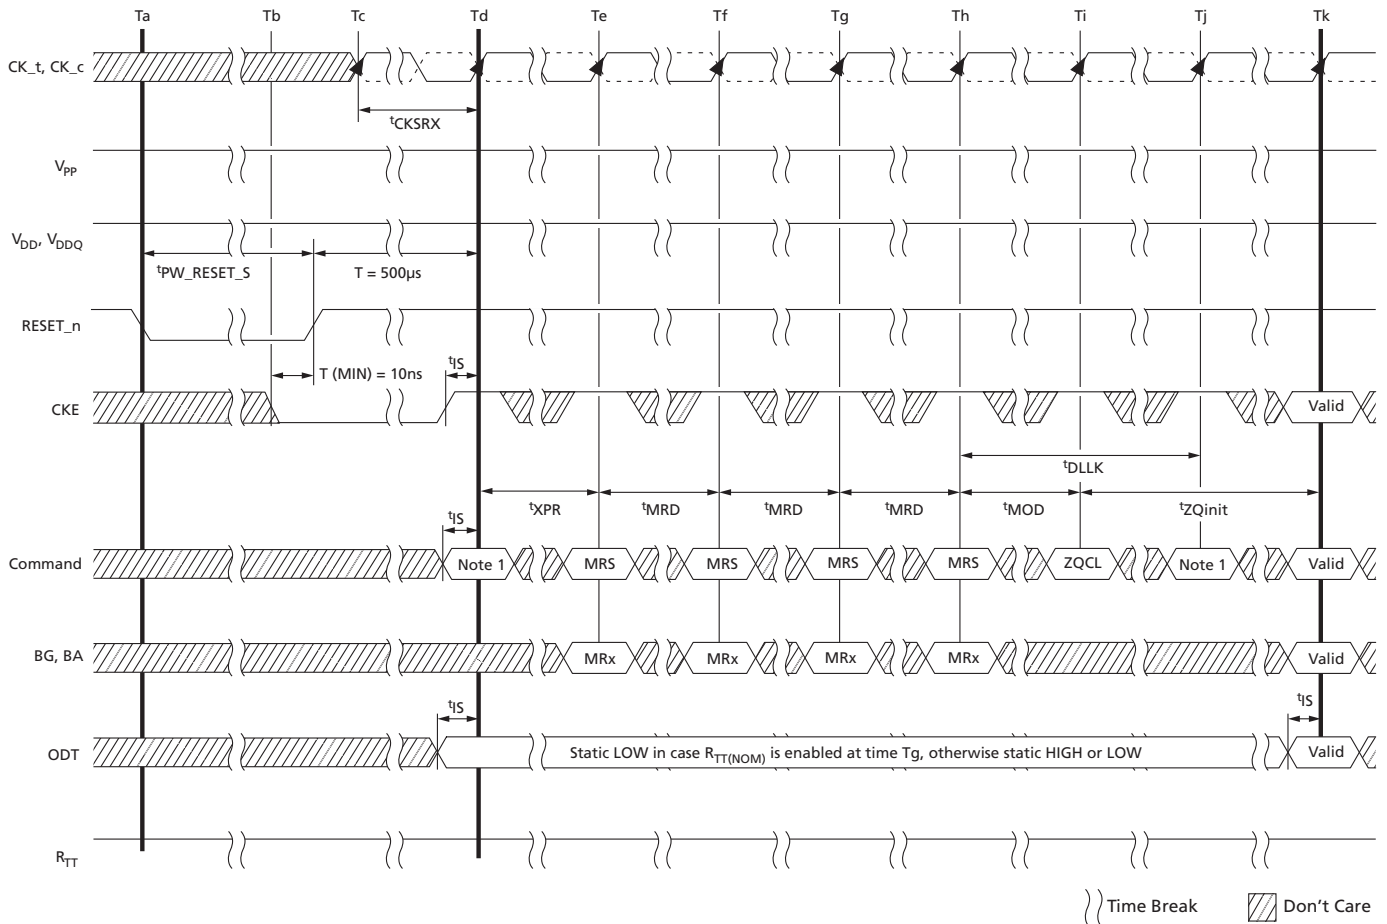 Ta Tb Tc Td Te Tf Tg Th Ti Tj Tk
CK_t, CK_c
tCKSRX
VPP
VDD, VDDQ
tPW_RESET_S T = 500µs
RESET_n
T (MIN) = 10ns tIS
CKE Valid
tDLLK
tXPR tMRD tMRD tMRD tMOD tZQinit
tIS
Command Note 1 MRS MRS MRS MRS ZQCL Note 1 Valid
BG, BA MRx MRx MRx MRx Valid
tIS tIS
ODT Static LOW in case RTT(NOM) is enabled at time Tg, otherwise static HIGH or LOW Valid
RTT
Time Break Don't Care